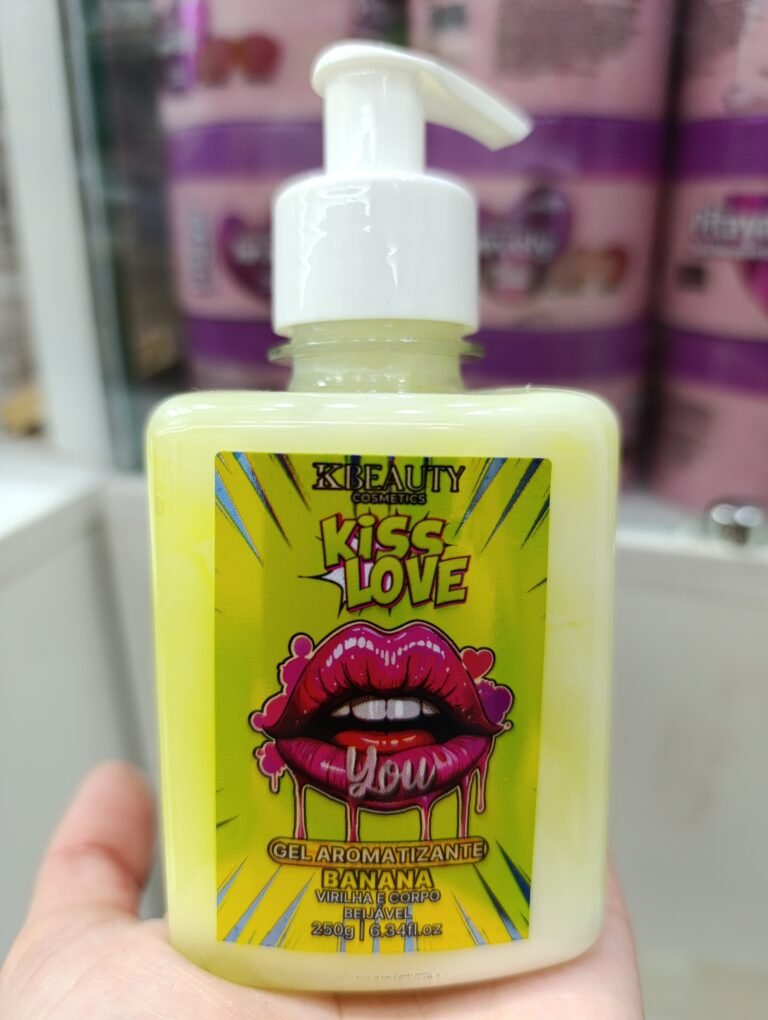 KBEAUTY
COSMETICS
KiSS
LOVE
You
GEL AROMATIZANTE
BANANA
VIRILHA E CORPO
BEIJÁVEL
250g | 6.34fl.oz